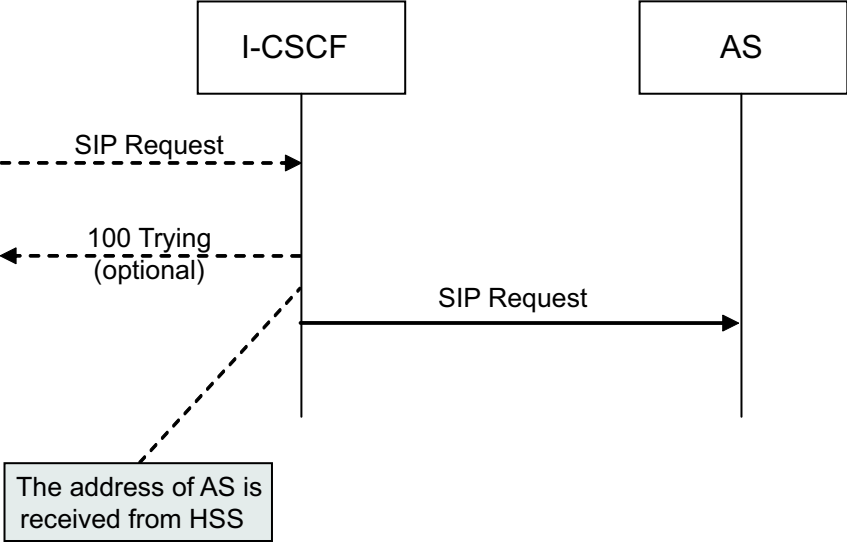 I-CSCF
AS
SIP Request
100 Trying
(optional)
SIP Request
The address of AS is
received from HSS